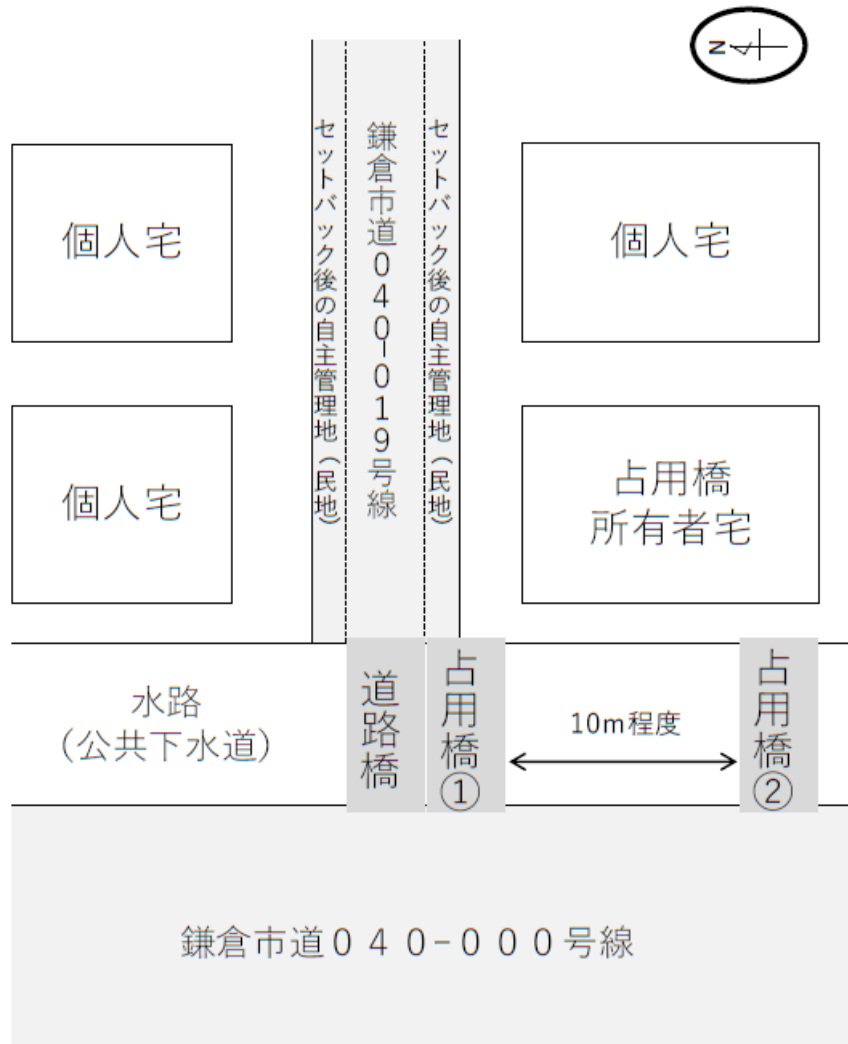 N
セットバック後の自主管理地（民地）
鎌倉市道０４０-０１９号線
セットバック後の自主管理地（民地）
個人宅
個人宅
個人宅
占用橋
所有者宅
水路
（公共下水道）
道路橋
占用橋①
10m程度
占用橋②
鎌倉市道０４０-０００号線